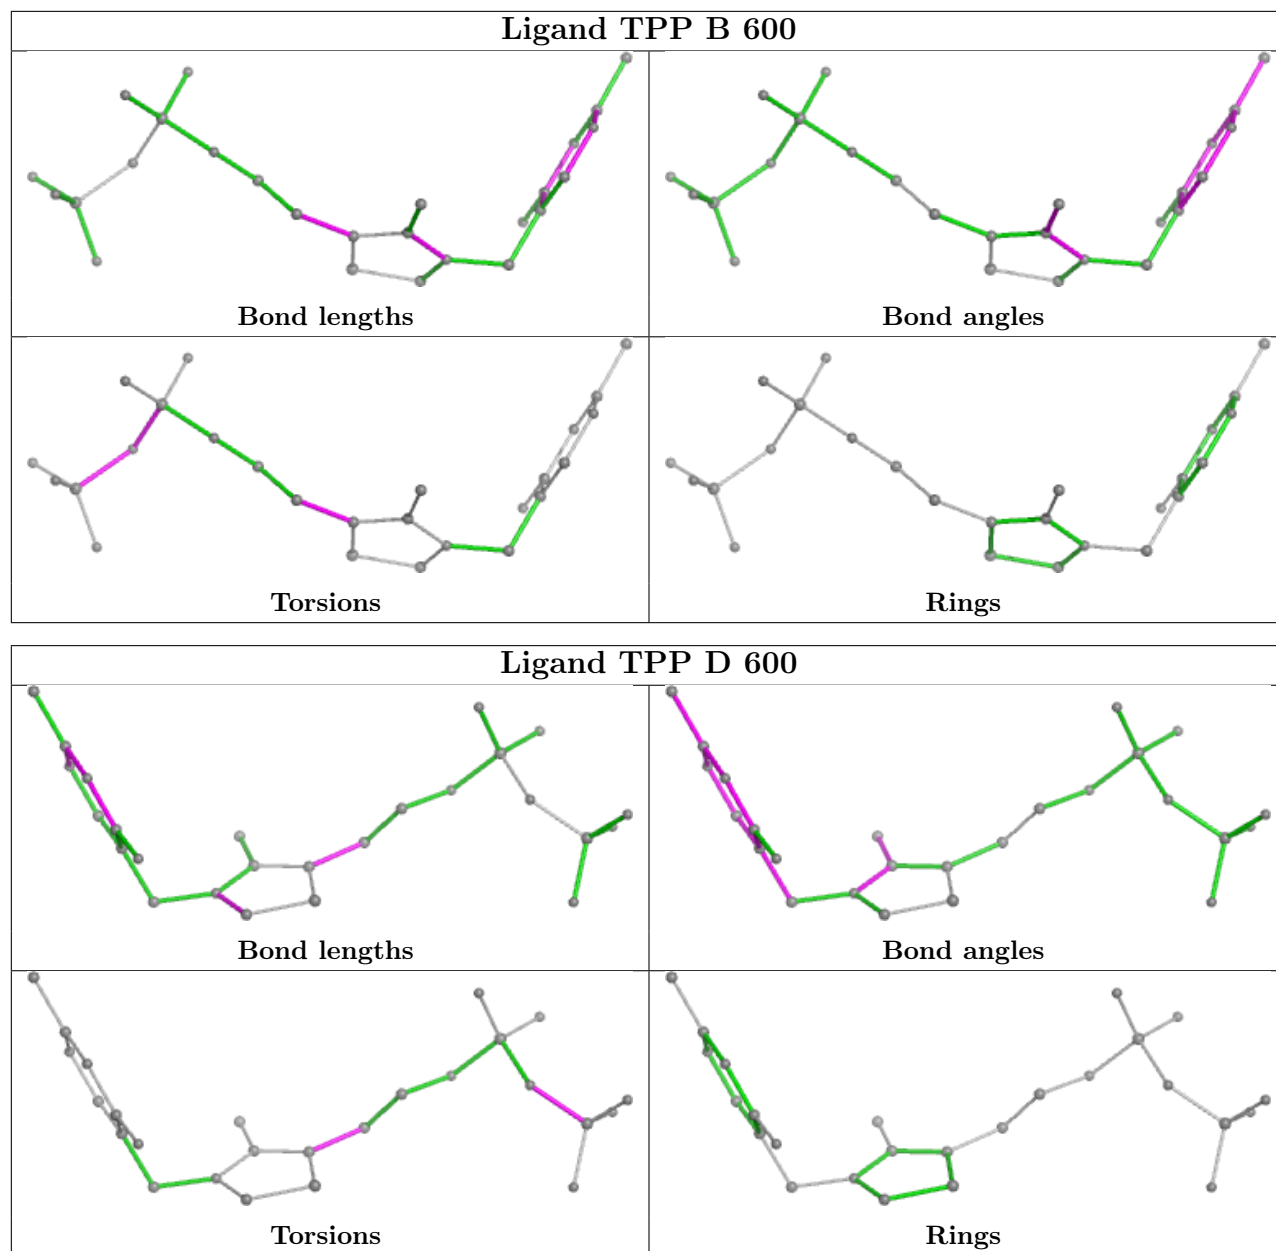 Ligand TPP B 600
Bond lengths
Bond angles
Torsions
Rings
Ligand TPP D 600
Bond lengths
Bond angles
Torsions
Rings